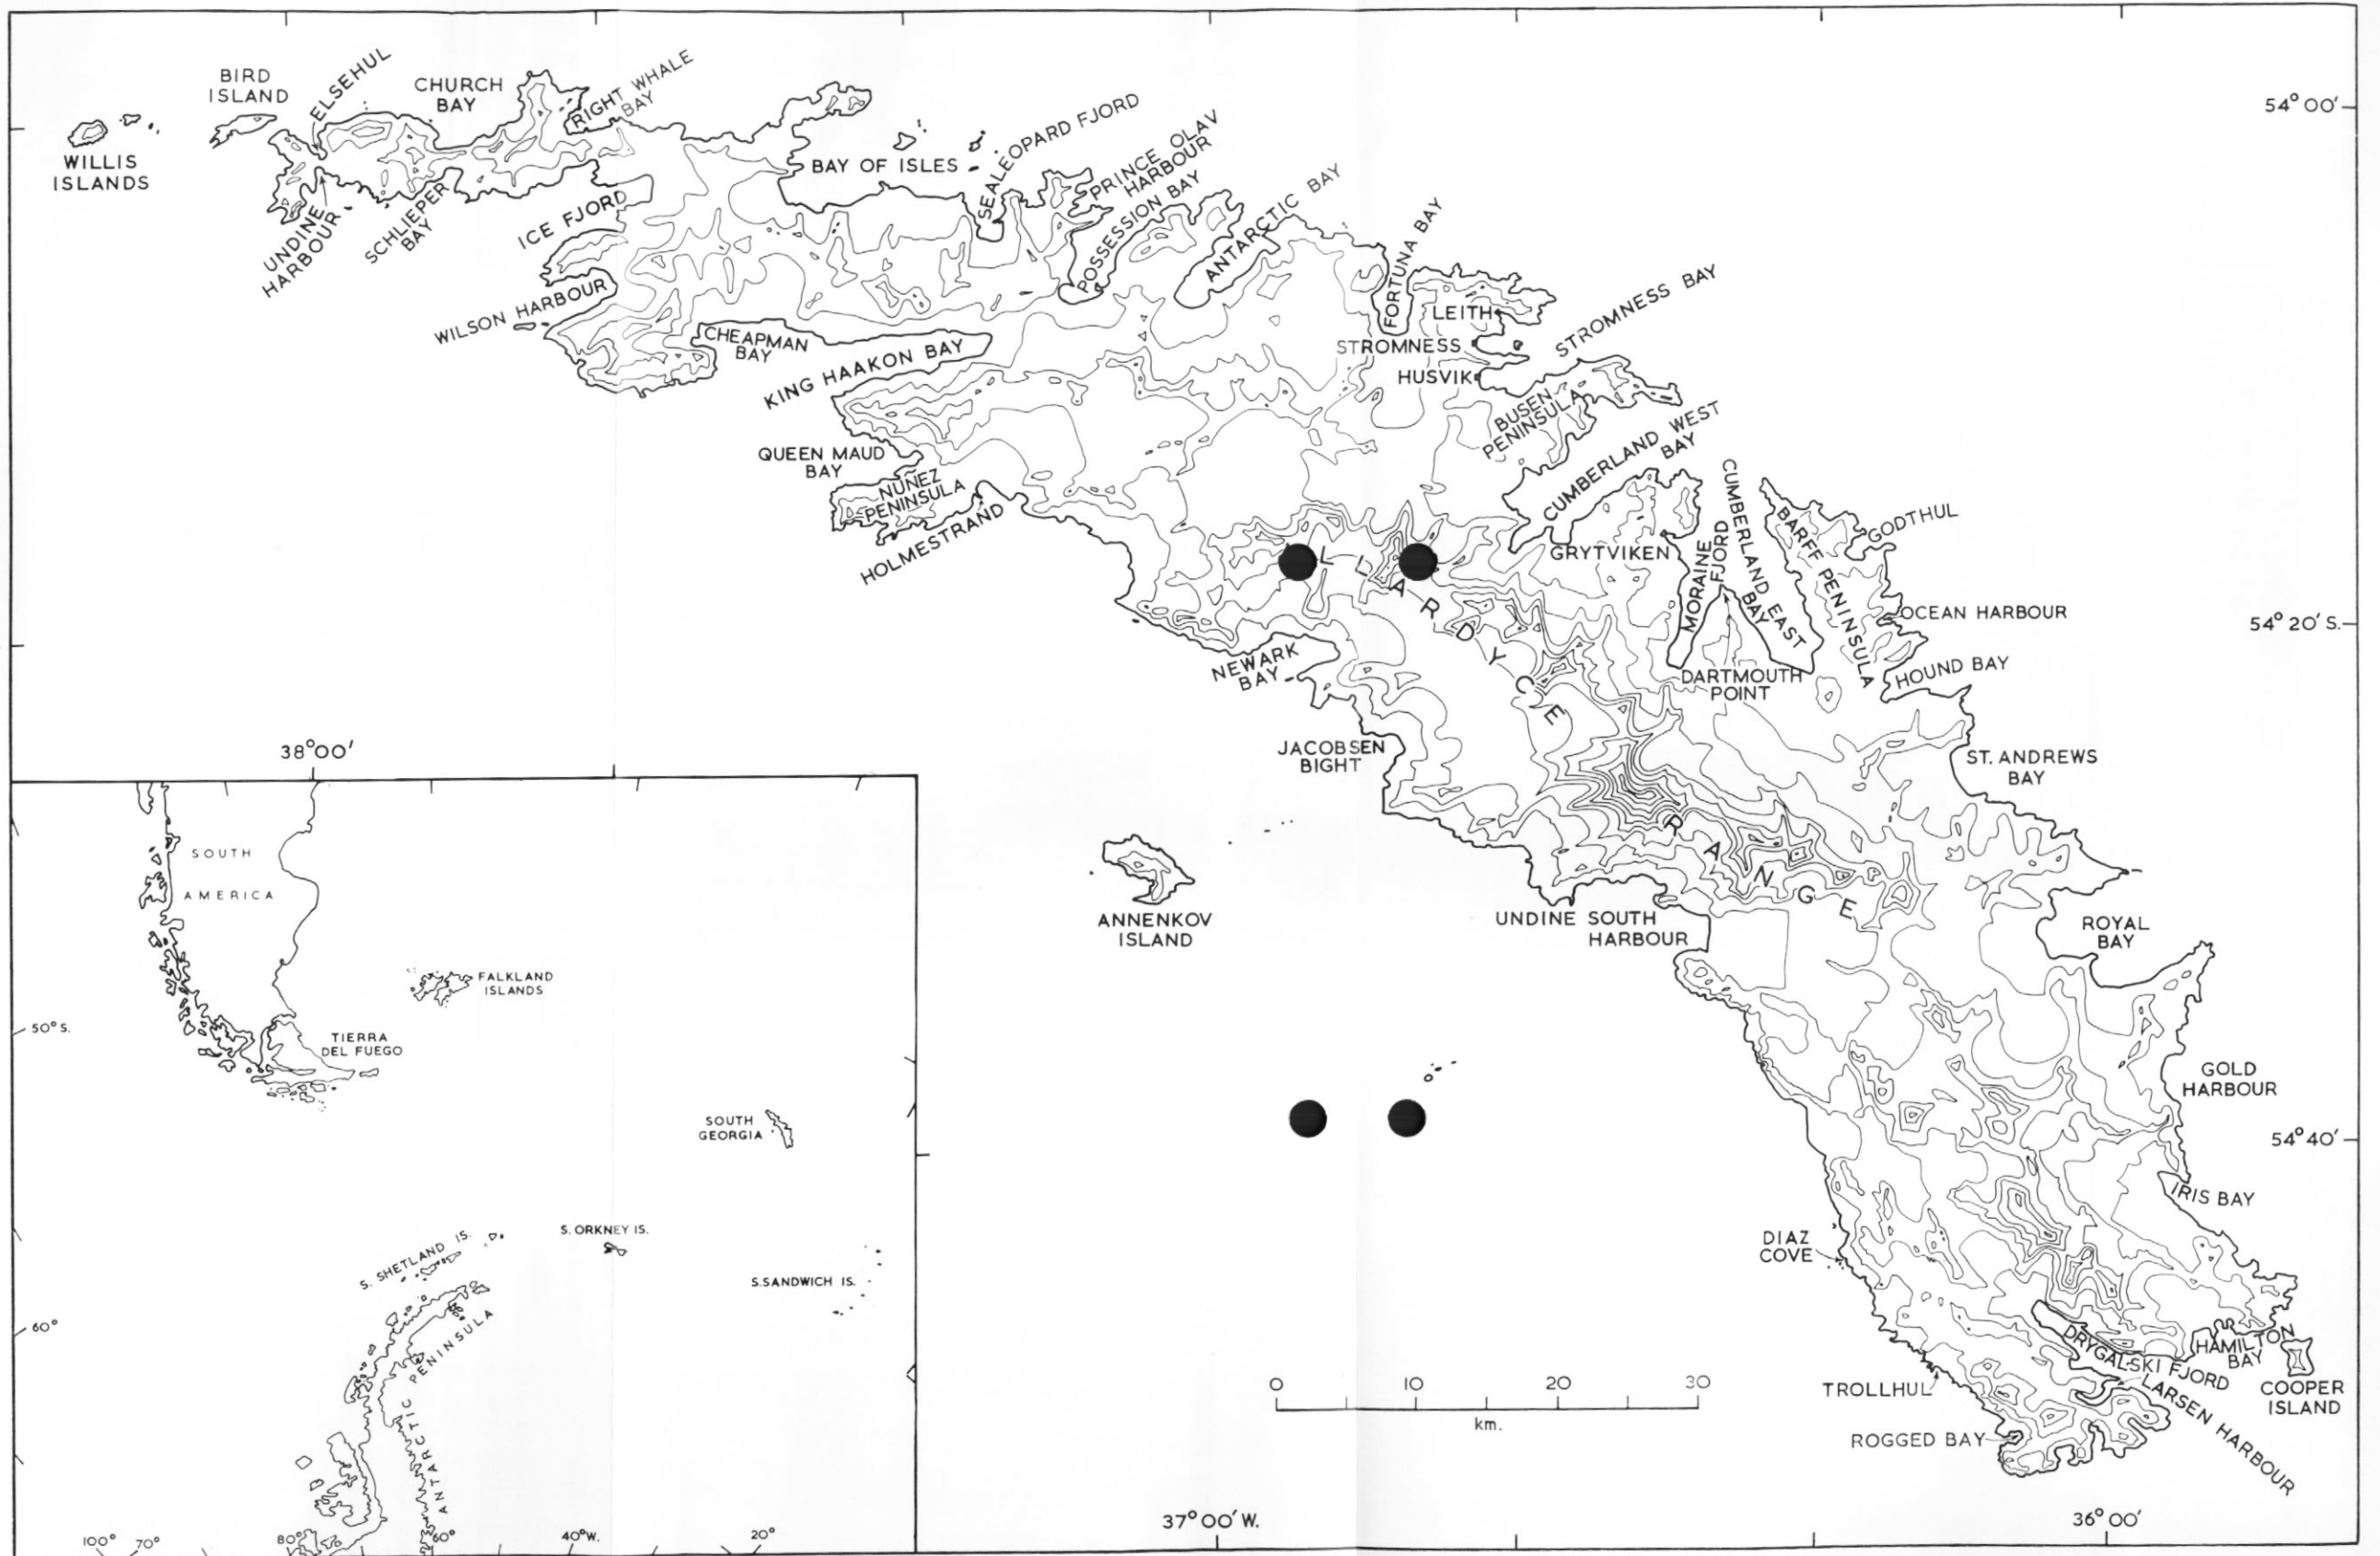 BIRD
ISLAND
ELSEHUL
CHURCH
BAY
RIGHT WHALE
BAY
WILLIS
ISLANDS
UNDINE
HARBOUR
SCHLIEPER
BAY
ICE FJORD
BAY OF ISLES
SEALEOPARD FJORD
PRINCE OLAV
HARBOUR
POSSESSION BAY
ANTARCTIC BAY
FORTUNA BAY
54° 00′
WILSON HARBOUR
CHEAPMAN
BAY
KING HAAKON BAY
LEITH
STROMNESS
HUSVIK
STROMNESS BAY
BUSEN
PENINSULA
QUEEN MAUD
BAY
NUÑEZ
PENINSULA
HOLMESTRAND
CUMBERLAND WEST
BAY
GRYTVIKEN
MORAINE
FJORD
CUMBERLAND EAST
BAY
BARFF PENINSULA
GODTHUL
OCEAN HARBOUR
54° 20′ S.
HOUND BAY
DARTMOUTH
POINT
LLARDYCE
RANGE
NEWARK
BAY
JACOBSEN
BIGHT
ST. ANDREWS
BAY
ANNENKOV
ISLAND
UNDINE SOUTH
HARBOUR
ROYAL
BAY
GOLD
HARBOUR
54° 40′
IRIS BAY
DIAZ
COVE
DRYGALSKI FJORD
HAMILTON
BAY
LARSEN HARBOUR
COOPER
ISLAND
TROLLHUL
ROGGED BAY
0 10 20 30
km.
37° 00′ W.
36° 00′
38° 00′
SOUTH
AMERICA
FALKLAND
ISLANDS
50° S.
TIERRA
DEL FUEGO
SOUTH
GEORGIA
S. ORKNEY IS.
S. SHETLAND IS.
S. SANDWICH IS.
60°
ANTARCTIC PENINSULA
100° 70° 80° 60° 40° W. 20°